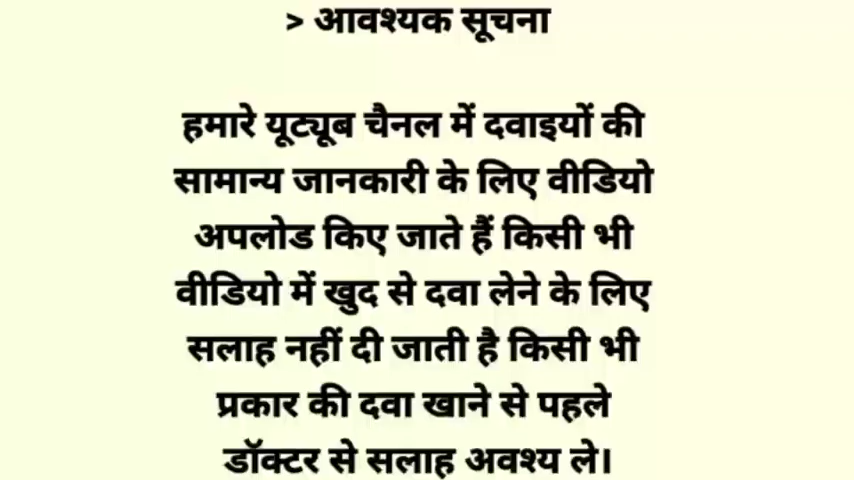 > आवश्यक सूचना
हमारे यूट्यूब चैनल में दवाइयों की
सामान्य जानकारी के लिए वीडियो
अपलोड किए जाते हैं किसी भी
वीडियो में खुद से दवा लेने के लिए
सलाह नहीं दी जाती है किसी भी
प्रकार की दवा खाने से पहले
डॉक्टर से सलाह अवश्य ले।